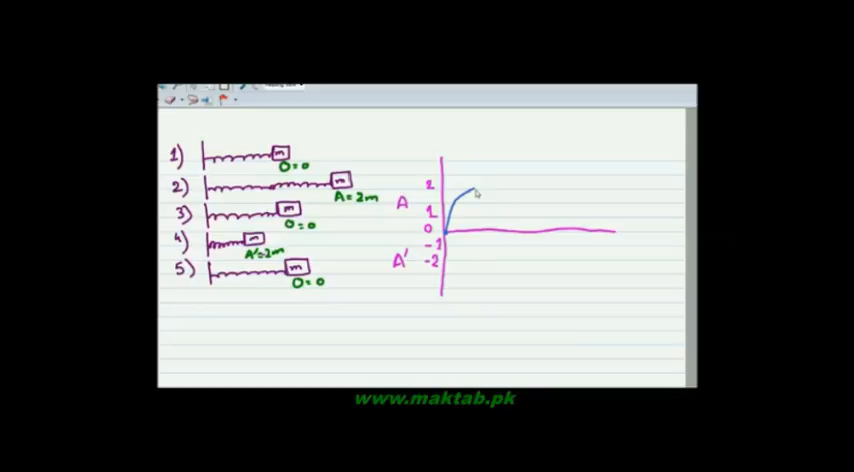 1) m
O=0
2) m
A=2m
3) m
O=0
4) m
A'=2m
5) m
O=0
2
A
1
0
-1
A'
-2
www.maktab.pk